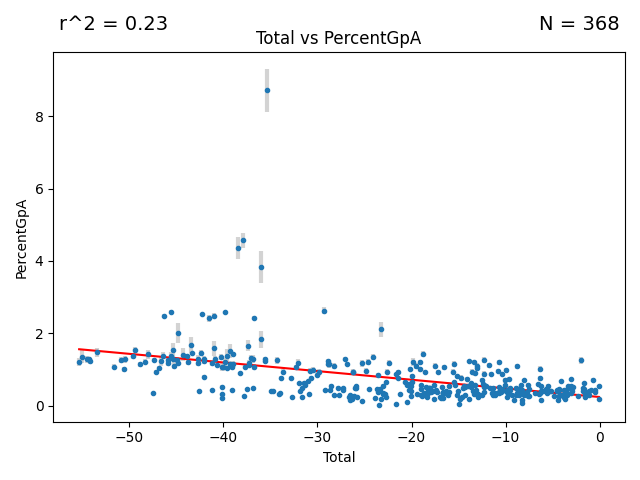 r^2 = 0.23
N = 368
Total vs PercentGpA
PercentGpA
8
6
4
2
0
−50
−40
−30
−20
−10
0
Total